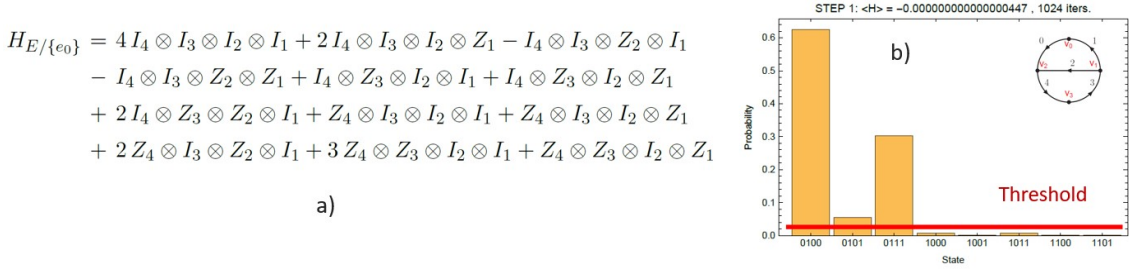 H_{E/{e_0}} = 4 I_4 ⊗ I_3 ⊗ I_2 ⊗ I_1 + 2 I_4 ⊗ I_3 ⊗ I_2 ⊗ Z_1 − I_4 ⊗ I_3 ⊗ Z_2 ⊗ I_1
− I_4 ⊗ I_3 ⊗ Z_2 ⊗ Z_1 + I_4 ⊗ Z_3 ⊗ I_2 ⊗ I_1 + I_4 ⊗ Z_3 ⊗ I_2 ⊗ Z_1
+ 2 I_4 ⊗ Z_3 ⊗ Z_2 ⊗ I_1 + Z_4 ⊗ I_3 ⊗ I_2 ⊗ I_1 + Z_4 ⊗ I_3 ⊗ I_2 ⊗ Z_1
+ 2 Z_4 ⊗ I_3 ⊗ Z_2 ⊗ I_1 + 3 Z_4 ⊗ Z_3 ⊗ I_2 ⊗ I_1 + Z_4 ⊗ Z_3 ⊗ I_2 ⊗ Z_1
a)
STEP 1: <H> = −0.000000000000000447 , 1024 iters.
b)
0 1
v_0
v_2 2 v_1
4 3
v_3
Probability
0.6
0.5
0.4
0.3
0.2
0.1
0.0
Threshold
0100 0101 0111 1000 1001 1011 1100 1101
State